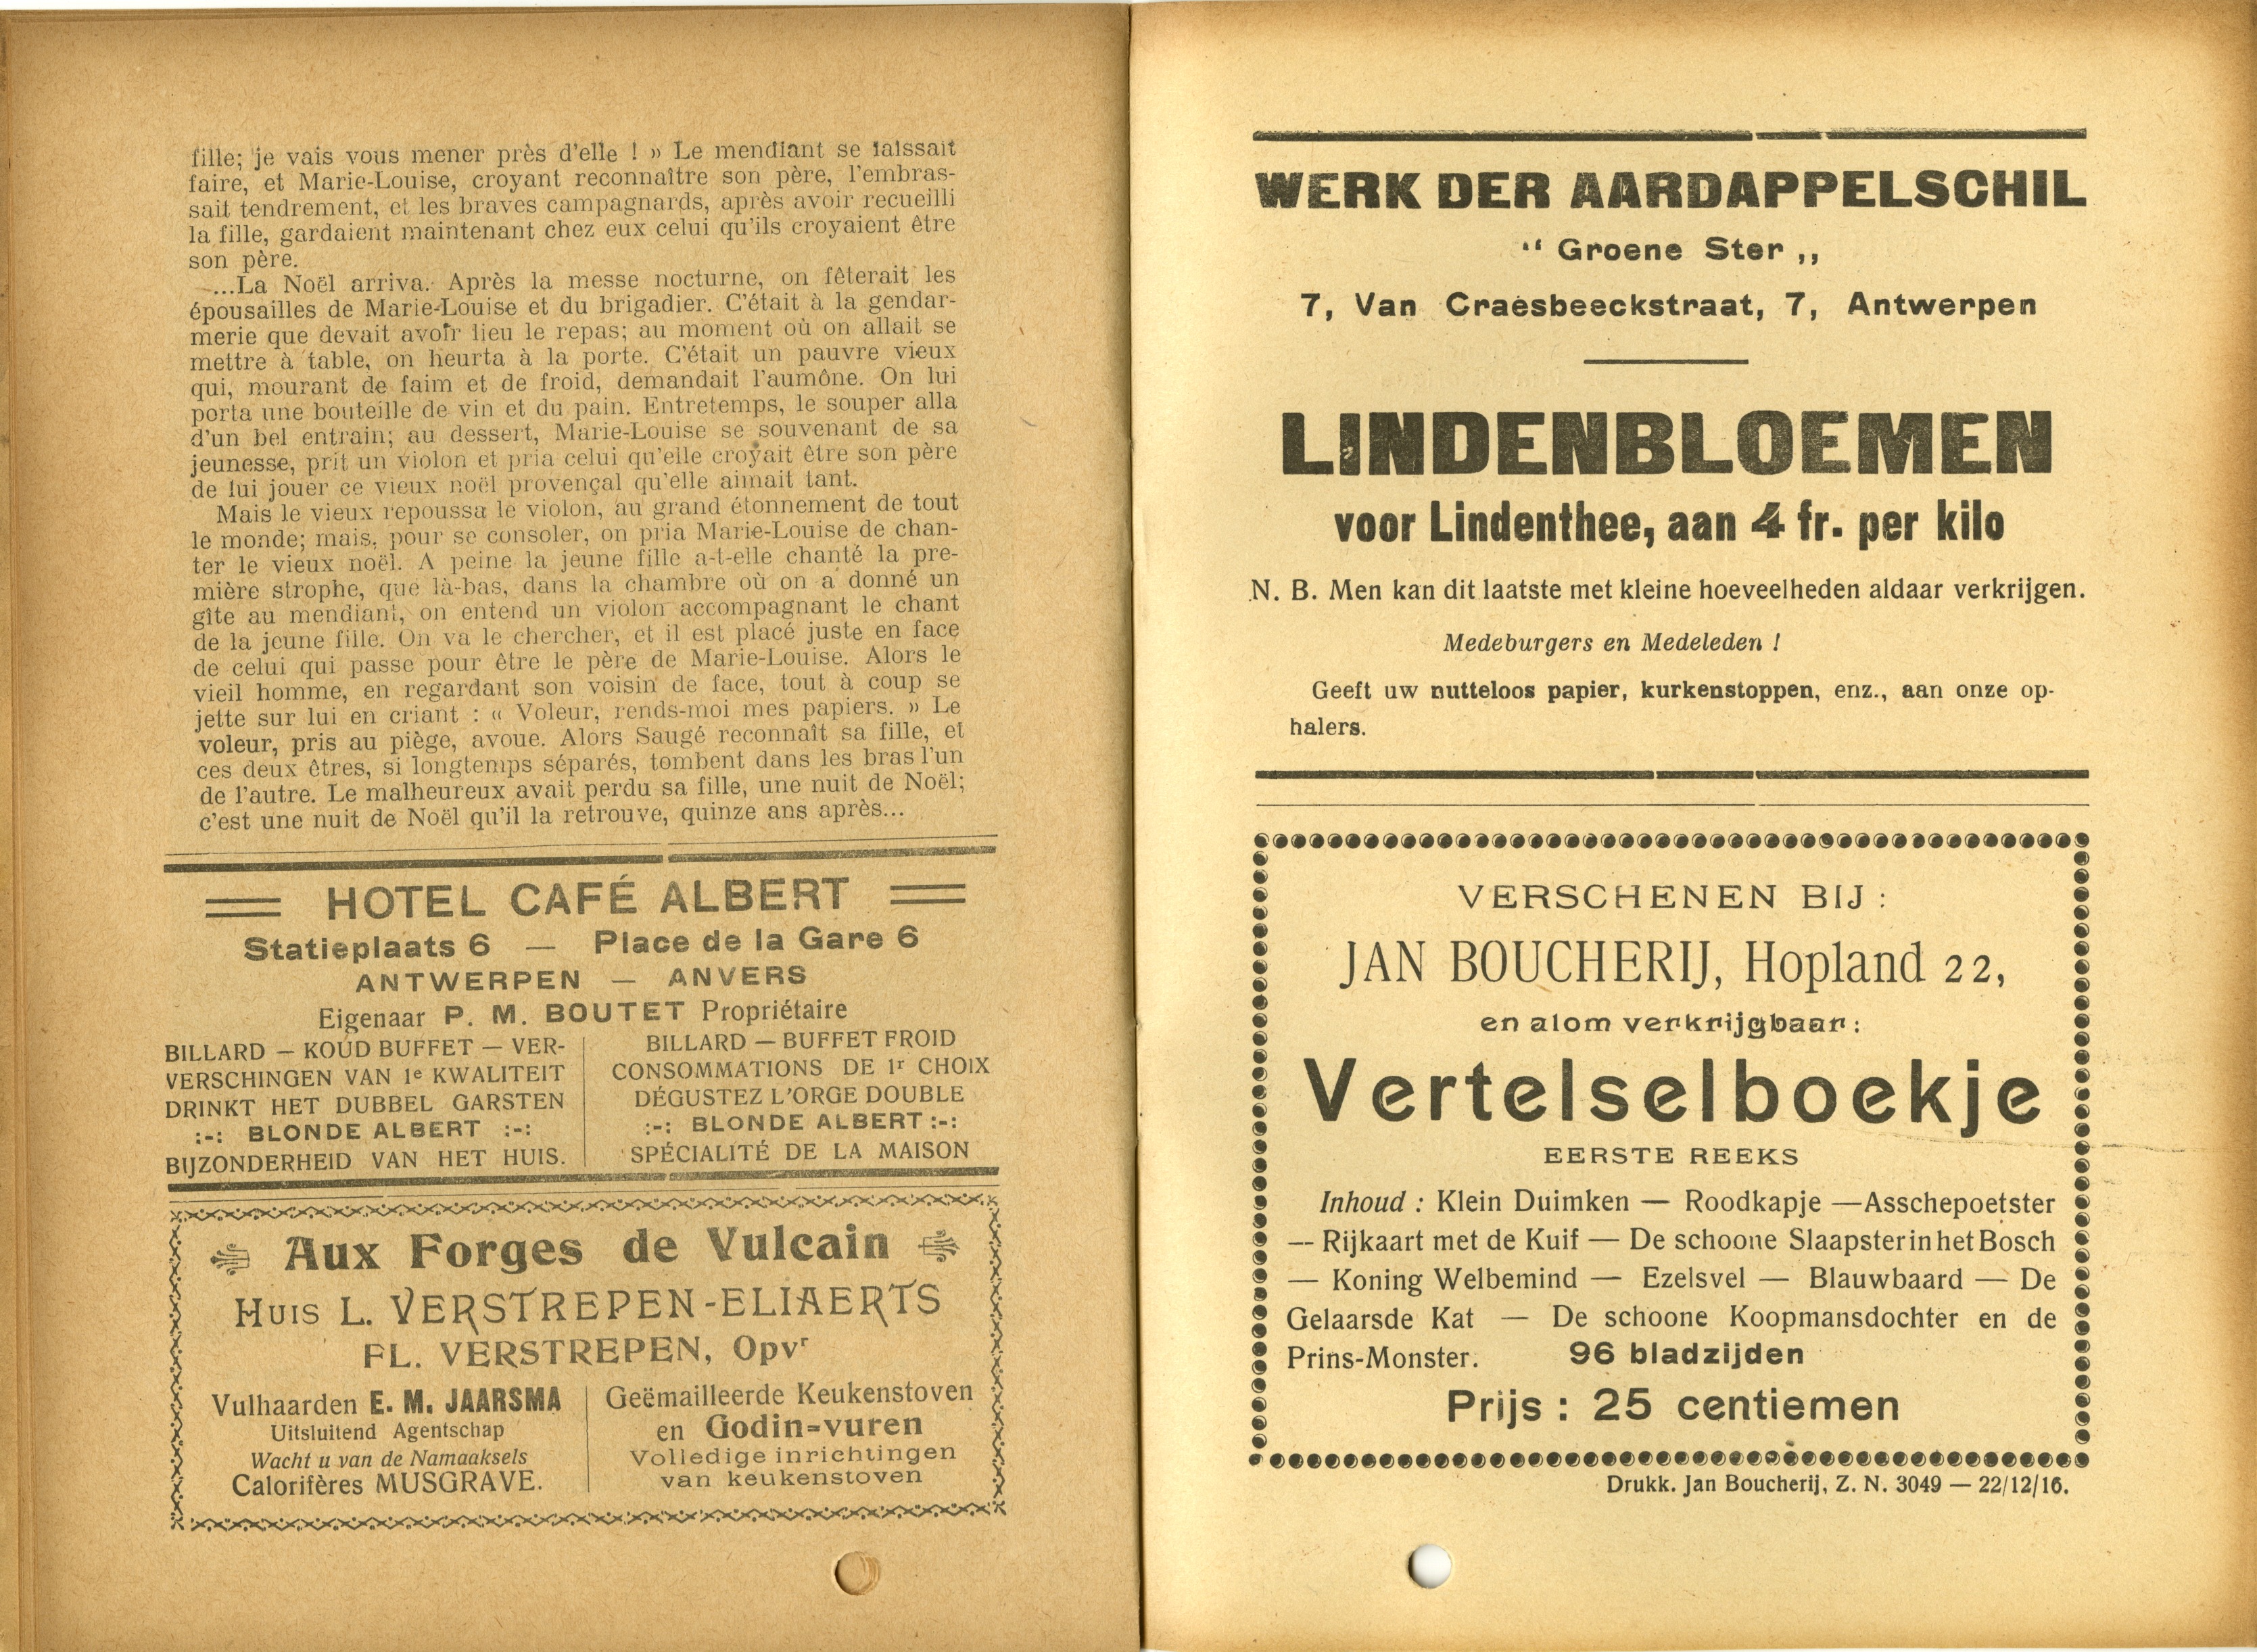 fille; je vais vous mener près d'elle ! » Le mendiant se laissait
faire, et Marie-Louise, croyant reconnaître son père, l'embras-
sait tendrement, et les braves campagnards, après avoir recueilli
la fille, gardaient maintenant chez eux celui qu'ils croyaient être
son père.
...La Noël arriva. Après la messe nocturne, on fêterait les
épousailles de Marie-Louise et du brigadier. C'était à la gendar-
merie que devait avoir lieu le repas; au moment où on allait se
mettre à table, on heurta à la porte. C'était un pauvre vieux
qui, mourant de faim et de froid, demandait l'aumône. On lui
porta une bouteille de vin et du pain. Entretemps, le souper alla
d'un bel entrain; au dessert, Marie-Louise se souvenant de sa
jeunesse, prit un violon et pria celui qu'elle croyait être son père
de lui jouer ce vieux noël provençal qu'elle aimait tant.
Mais le vieux repoussa le violon, au grand étonnement de tout
le monde; mais, pour se consoler, on pria Marie-Louise de chan-
ter le vieux noël. A peine la jeune fille a-t-elle chanté la pre-
mière strophe, que là-bas, dans la chambre où on a donné un
gîte au mendiant, on entend un violon accompagnant le chant
de la jeune fille. On va le chercher, et il est placé juste en face
de celui qui passe pour être le père de Marie-Louise. Alors le
vieil homme, en regardant son voisin de face, tout à coup se
jette sur lui en criant : « Voleur, rends-moi mes papiers. » Le
voleur, pris au piège, avoue. Alors Saugé reconnaît sa fille, et
ces deux êtres, si longtemps séparés, tombent dans les bras l'un
de l'autre. Le malheureux avait perdu sa fille, une nuit de Noël;
c'est une nuit de Noël qu'il la retrouve, quinze ans après...
HOTEL CAFÉ ALBERT
Statieplaats 6 — Place de la Gare 6
ANTWERPEN — ANVERS
Eigenaar P. M. BOUTET Propriétaire
BILLARD — KOUD BUFFET — VER-
VERSCHINGEN VAN 1e KWALITEIT
DRINKT HET DUBBEL GARSTEN
:-: BLONDE ALBERT :-:
BIJZONDERHEID VAN HET HUIS.
BILLARD — BUFFET FROID
CONSOMMATIONS DE 1r CHOIX
DÉGUSTEZ L'ORGE DOUBLE
:-: BLONDE ALBERT :-:
SPÉCIALITÉ DE LA MAISON
Aux Forges de Vulcain
HUIS L. VERSTREPEN-ELIAERTS
FL. VERSTREPEN, Opvr
Vulhaarden E. M. JAARSMA
Uitsluitend Agentschap
Wacht u van de Namaaksels
Calorifères MUSGRAVE.
Geëmailleerde Keukenstoven
en Godin=vuren
Volledige inrichtingen
van keukenstoven
WERK DER AARDAPPELSCHIL
“ Groene Ster „
7, Van Craesbeeckstraat, 7, Antwerpen
LINDENBLOEMEN
voor Lindenthee, aan 4 fr. per kilo
N. B. Men kan dit laatste met kleine hoeveelheden aldaar verkrijgen.
Medeburgers en Medeleden !
Geeft uw nutteloos papier, kurkenstoppen, enz., aan onze op-
halers.
VERSCHENEN BIJ :
JAN BOUCHERIJ, Hopland 22,
en alom verkrijgbaar :
Vertelselboekje
EERSTE REEKS
Inhoud : Klein Duimken — Roodkapje —Asschepoetster
— Rijkaart met de Kuif — De schoone Slaapster in het Bosch
— Koning Welbemind — Ezelsvel — Blauwbaard — De
Gelaarsde Kat — De schoone Koopmansdochter en de
Prins-Monster. 96 bladzijden
Prijs : 25 centiemen
Drukk. Jan Boucherij, Z. N. 3049 — 22/12/16.